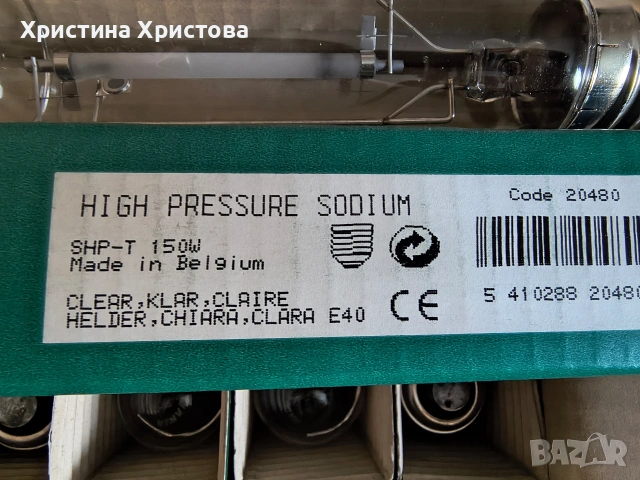 Христина Христова
HIGH PRESSURE SODIUM
Code 20480
SHP-T 150W
Made in Belgium
CLEAR,KLAR,CLAIRE
HELDER,CHIARA,CLARA E40
CE
5 410288 20480
BAZAR